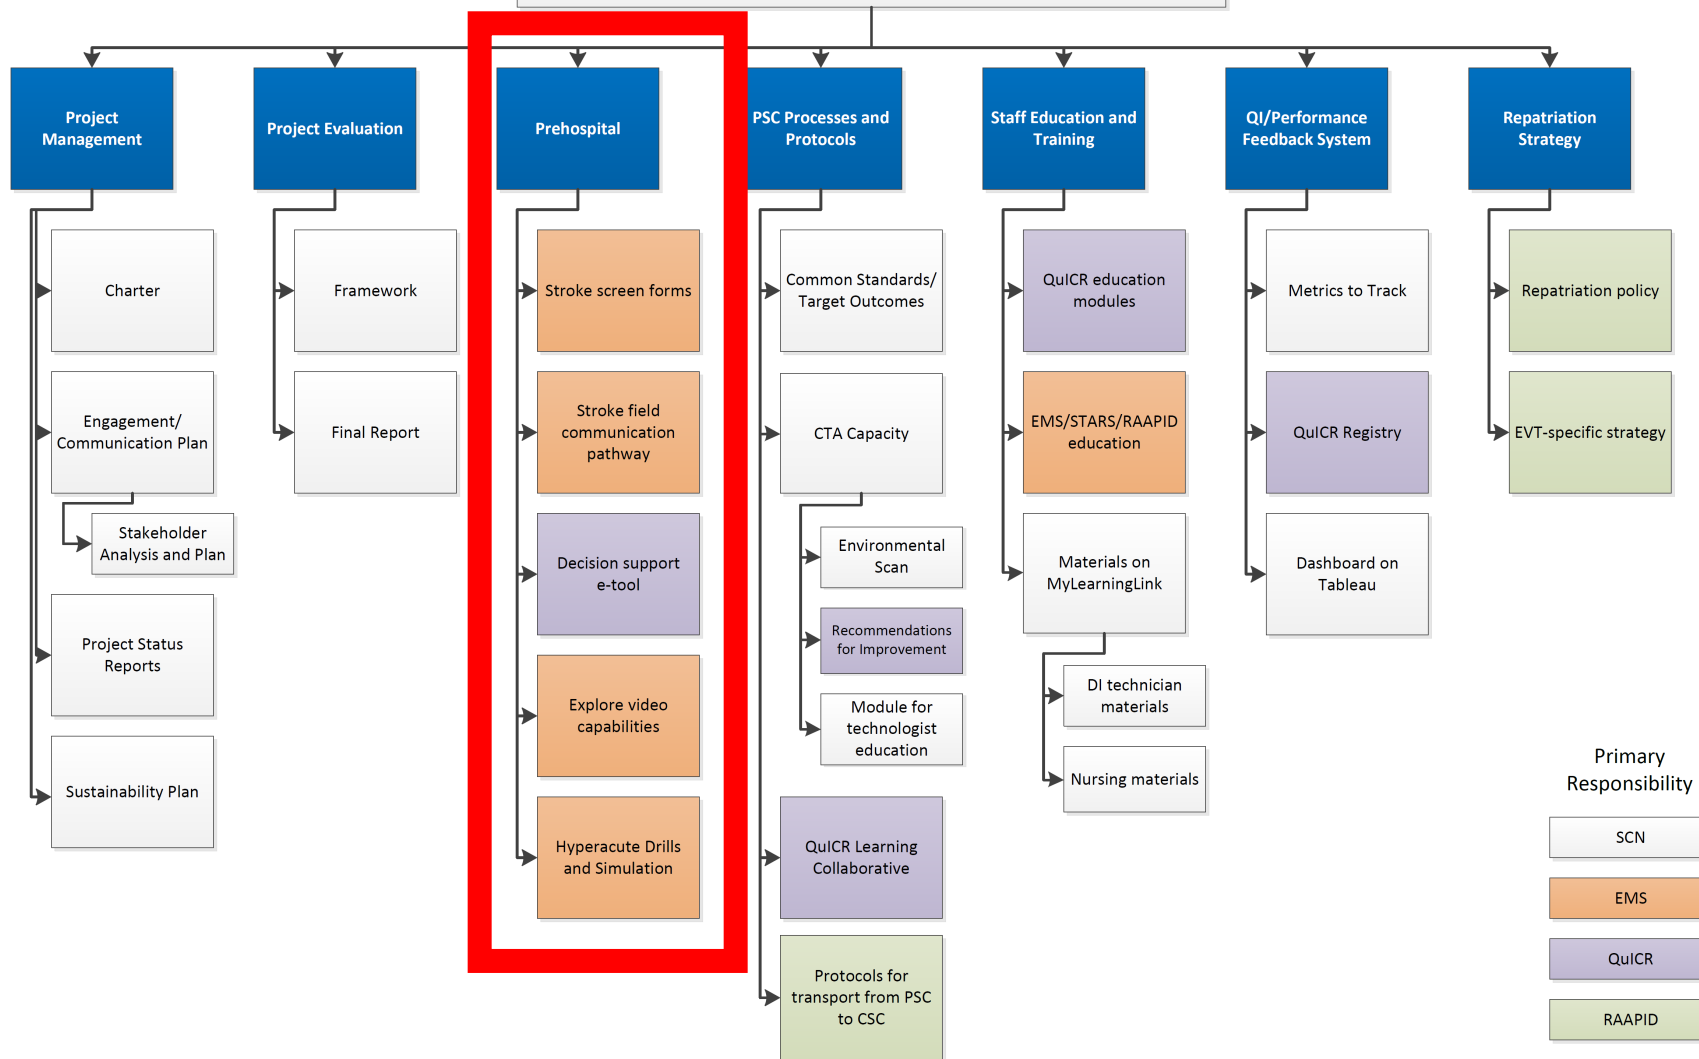 Project
Management
Project Evaluation
Prehospital
PSC Processes and
Protocols
Staff Education and
Training
QI/Performance
Feedback System
Repatriation
Strategy
Charter
Engagement/
Communication Plan
Stakeholder
Analysis and Plan
Project Status
Reports
Sustainability Plan
Framework
Final Report
Stroke screen forms
Stroke field
communication
pathway
Decision support
e-tool
Explore video
capabilities
Hyperacute Drills
and Simulation
Common Standards/
Target Outcomes
CTA Capacity
Environmental
Scan
Recommendations
for Improvement
Module for
technologist
education
QuICR Learning
Collaborative
Protocols for
transport from PSC
to CSC
QuICR education
modules
EMS/STARS/RAAPID
education
Materials on
MyLearningLink
DI technician
materials
Nursing materials
Metrics to Track
QuICR Registry
Dashboard on
Tableau
Repatriation policy
EVT-specific strategy
Primary
Responsibility
SCN
EMS
QuICR
RAAPID